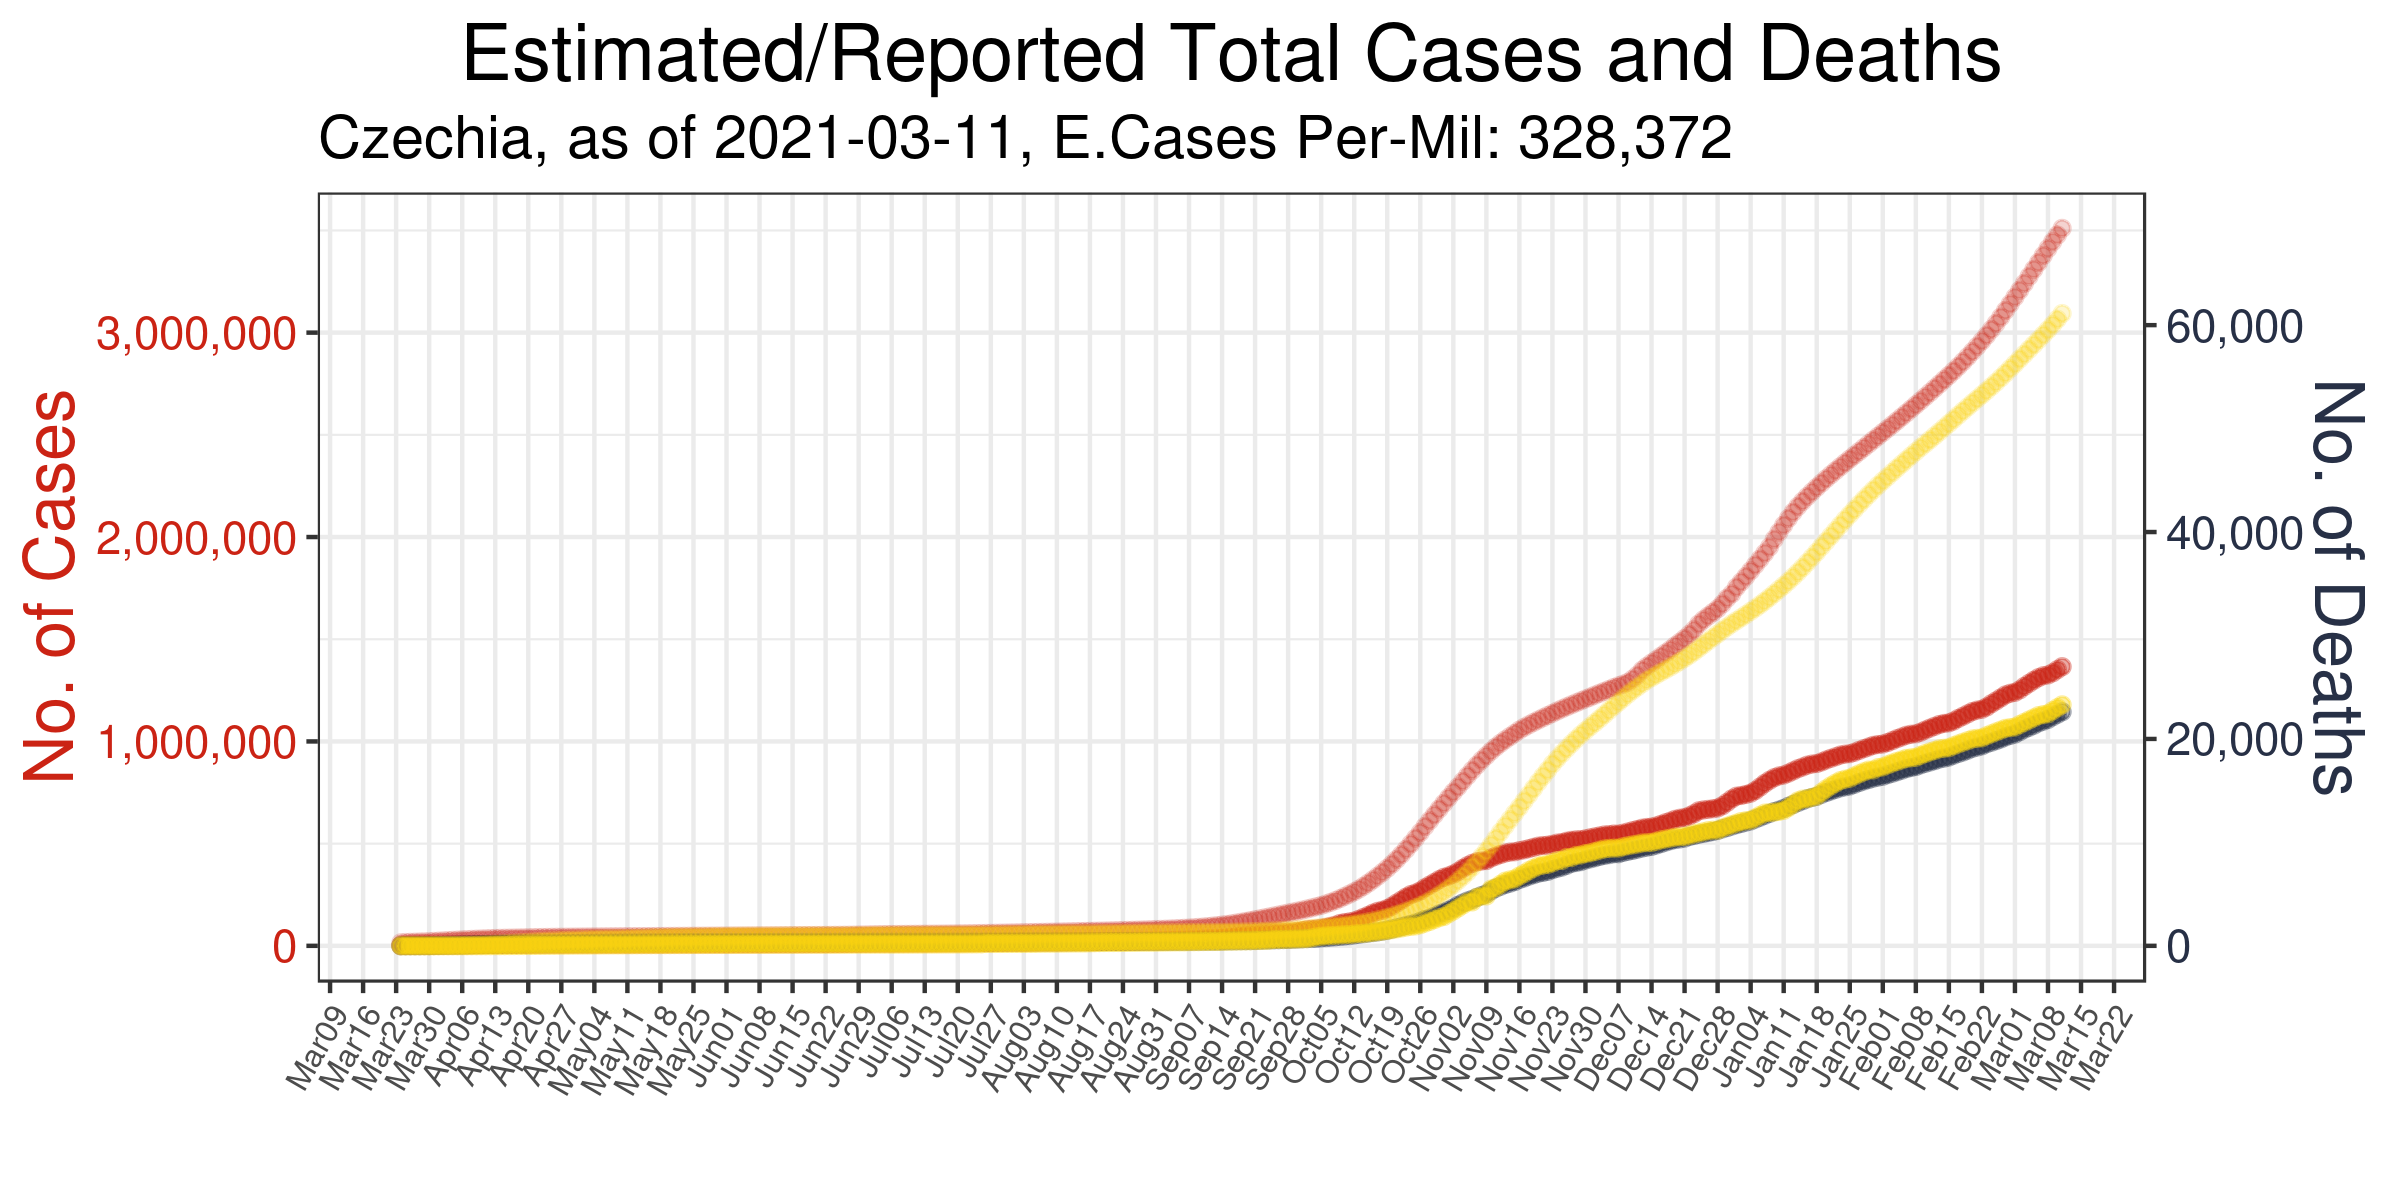 Estimated/Reported Total Cases and Deaths
Czechia, as of 2021-03-11, E.Cases Per-Mil: 328,372
No. of Cases
3,000,000
2,000,000
1,000,000
0
60,000
40,000
20,000
0
No. of Deaths
Mar09
Mar16
Mar23
Mar30
Apr06
Apr13
Apr20
Apr27
May04
May11
May18
May25
Jun01
Jun08
Jun15
Jun22
Jun29
Jul06
Jul13
Jul20
Jul27
Aug03
Aug10
Aug17
Aug24
Aug31
Sep07
Sep14
Sep21
Sep28
Oct05
Oct12
Oct19
Oct26
Nov02
Nov09
Nov16
Nov23
Nov30
Dec07
Dec14
Dec21
Dec28
Jan04
Jan11
Jan18
Jan25
Feb01
Feb08
Feb15
Feb22
Mar01
Mar08
Mar15
Mar22